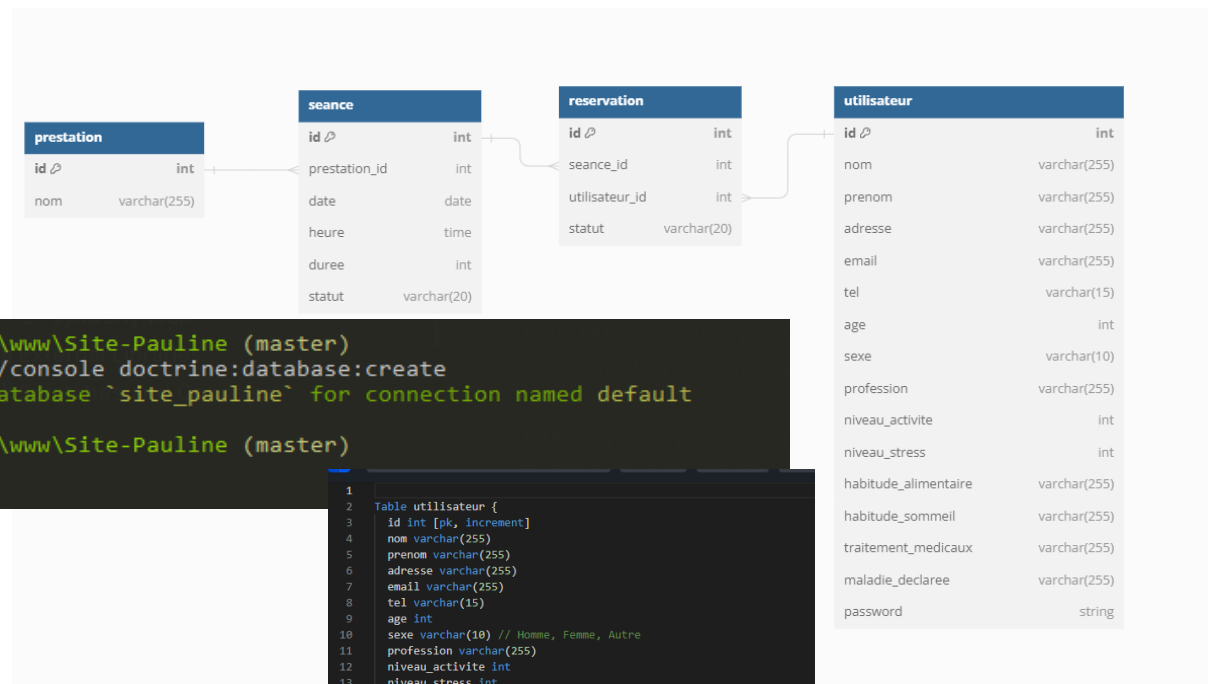 prestation
id int
nom varchar(255)
seance
id int
prestation_id int
date date
heure time
duree int
statut varchar(20)
reservation
id int
seance_id int
utilisateur_id int
statut varchar(20)
utilisateur
id int
nom varchar(255)
prenom varchar(255)
adresse varchar(255)
email varchar(255)
tel varchar(15)
age int
sexe varchar(10)
profession varchar(255)
niveau_activite int
niveau_stress int
habitude_alimentaire varchar(255)
habitude_sommeil varchar(255)
traitement_medicaux varchar(255)
maladie_declaree varchar(255)
password string
\www\Site-Pauline (master)
/console doctrine:database:create
atabase `site_pauline` for connection named default
\www\Site-Pauline (master)
1
2 Table utilisateur {
3 id int [pk, increment]
4 nom varchar(255)
5 prenom varchar(255)
6 adresse varchar(255)
7 email varchar(255)
8 tel varchar(15)
9 age int
10 sexe varchar(10) // Homme, Femme, Autre
11 profession varchar(255)
12 niveau_activite int
13 niveau_stress int